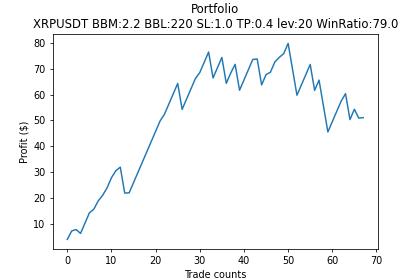 Portfolio
XRPUSDT BBM:2.2 BBL:220 SL:1.0 TP:0.4 lev:20 WinRatio:79.0
80
70
60
50
40
30
20
10
Profit ($)
0 10 20 30 40 50 60 70
Trade counts